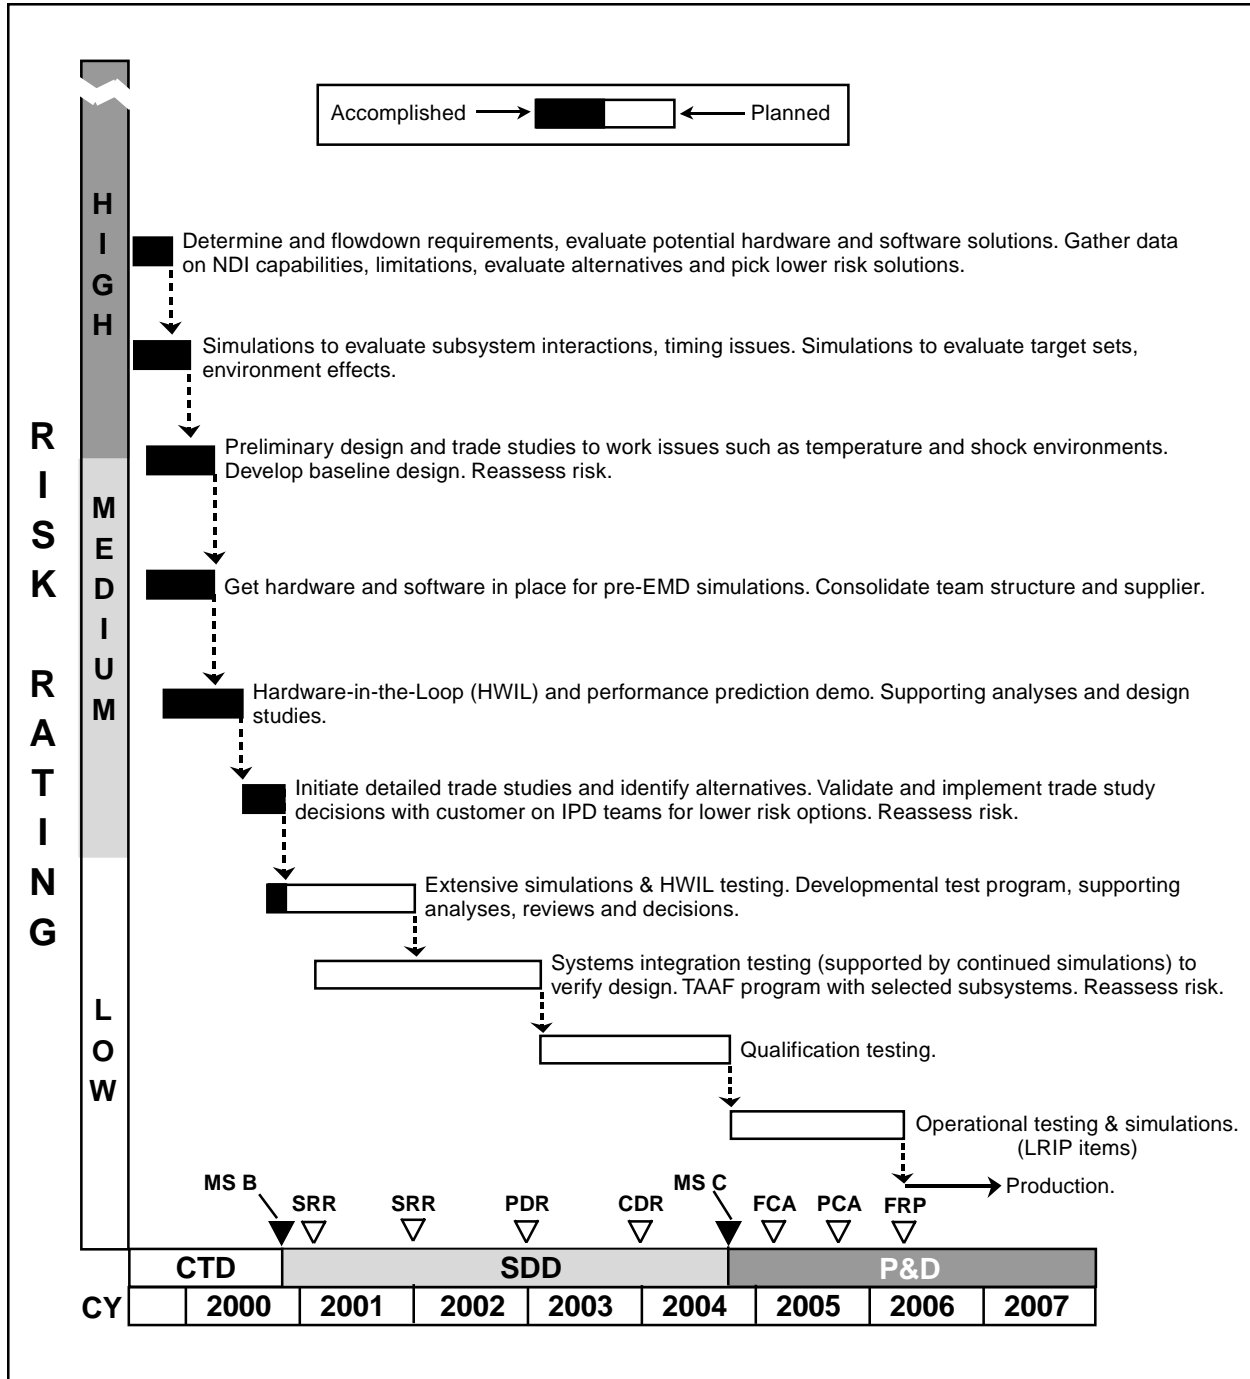 Accomplished
Planned
HIGH
Determine and flowdown requirements, evaluate potential hardware and software solutions. Gather data
on NDI capabilities, limitations, evaluate alternatives and pick lower risk solutions.
Simulations to evaluate subsystem interactions, timing issues. Simulations to evaluate target sets,
environment effects.
RISK RATING
Preliminary design and trade studies to work issues such as temperature and shock environments.
Develop baseline design. Reassess risk.
MEDIUM
Get hardware and software in place for pre-EMD simulations. Consolidate team structure and supplier.
Hardware-in-the-Loop (HWIL) and performance prediction demo. Supporting analyses and design
studies.
Initiate detailed trade studies and identify alternatives. Validate and implement trade study
decisions with customer on IPD teams for lower risk options. Reassess risk.
Extensive simulations & HWIL testing. Developmental test program, supporting
analyses, reviews and decisions.
Systems integration testing (supported by continued simulations) to
verify design. TAAF program with selected subsystems. Reassess risk.
LOW
Qualification testing.
Operational testing & simulations.
(LRIP items)
Production.
MS B
SRR
SRR
PDR
CDR
MS C
FCA
PCA
FRP
CTD
SDD
P&D
CY
2000
2001
2002
2003
2004
2005
2006
2007